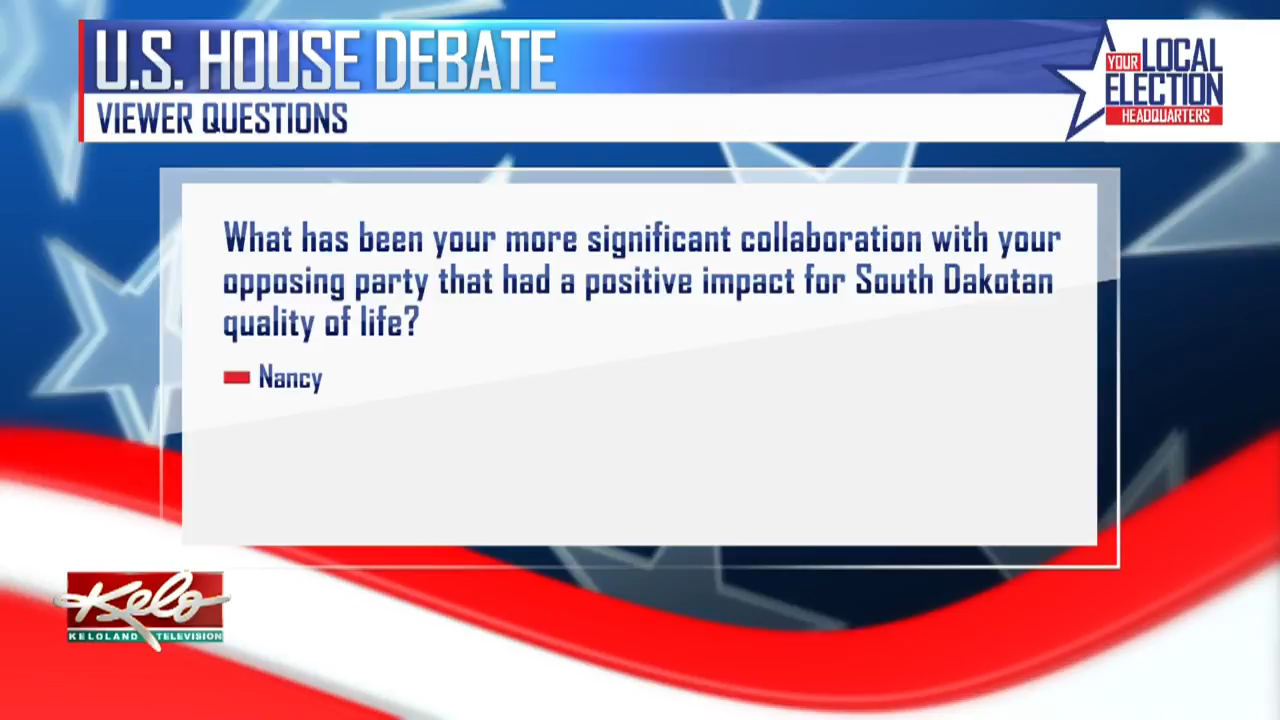 U.S. HOUSE DEBATE
VIEWER QUESTIONS
YOUR LOCAL
ELECTION
HEADQUARTERS
What has been your more significant collaboration with your
opposing party that had a positive impact for South Dakotan
quality of life?
Nancy
Kelo
KELOLAND TELEVISION